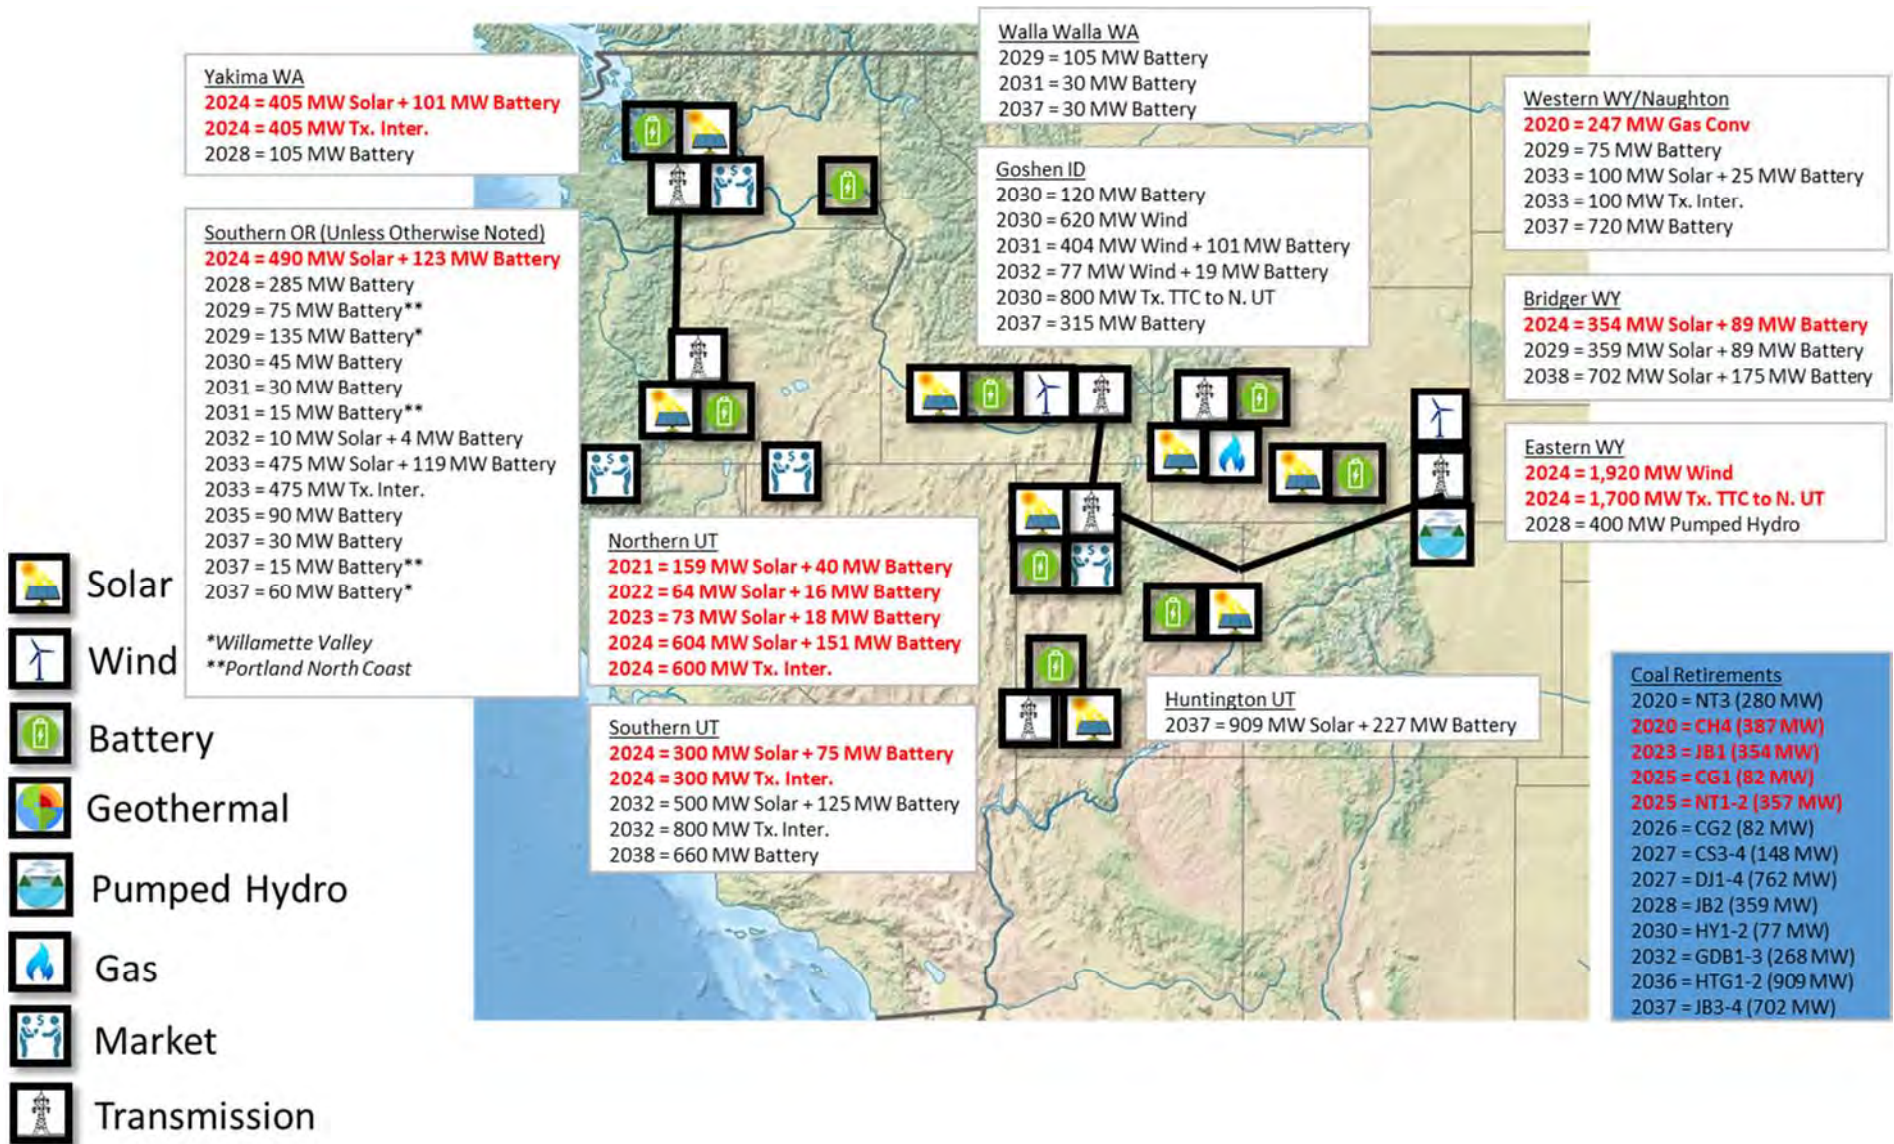 Yakima WA
2024 = 405 MW Solar + 101 MW Battery
2024 = 405 MW Tx. Inter.
2028 = 105 MW Battery
Southern OR (Unless Otherwise Noted)
2024 = 490 MW Solar + 123 MW Battery
2028 = 285 MW Battery
2029 = 75 MW Battery**
2029 = 135 MW Battery*
2030 = 45 MW Battery
2031 = 30 MW Battery
2031 = 15 MW Battery**
2032 = 10 MW Solar + 4 MW Battery
2033 = 475 MW Solar + 119 MW Battery
2033 = 475 MW Tx. Inter.
2035 = 90 MW Battery
2037 = 30 MW Battery
2037 = 15 MW Battery**
2037 = 60 MW Battery*
*Willamette Valley
**Portland North Coast
Walla Walla WA
2029 = 105 MW Battery
2031 = 30 MW Battery
2037 = 30 MW Battery
Goshen ID
2030 = 120 MW Battery
2030 = 620 MW Wind
2031 = 404 MW Wind + 101 MW Battery
2032 = 77 MW Wind + 19 MW Battery
2030 = 800 MW Tx. TTC to N. UT
2037 = 315 MW Battery
Western WY/Naughton
2020 = 247 MW Gas Conv
2029 = 75 MW Battery
2033 = 100 MW Solar + 25 MW Battery
2033 = 100 MW Tx. Inter.
2037 = 720 MW Battery
Bridger WY
2024 = 354 MW Solar + 89 MW Battery
2029 = 359 MW Solar + 89 MW Battery
2038 = 702 MW Solar + 175 MW Battery
Eastern WY
2024 = 1,920 MW Wind
2024 = 1,700 MW Tx. TTC to N. UT
2028 = 400 MW Pumped Hydro
Northern UT
2021 = 159 MW Solar + 40 MW Battery
2022 = 64 MW Solar + 16 MW Battery
2023 = 73 MW Solar + 18 MW Battery
2024 = 604 MW Solar + 151 MW Battery
2024 = 600 MW Tx. Inter.
Southern UT
2024 = 300 MW Solar + 75 MW Battery
2024 = 300 MW Tx. Inter.
2032 = 500 MW Solar + 125 MW Battery
2032 = 800 MW Tx. Inter.
2038 = 660 MW Battery
Huntington UT
2037 = 909 MW Solar + 227 MW Battery
Coal Retirements
2020 = NT3 (280 MW)
2020 = CH4 (387 MW)
2023 = JB1 (354 MW)
2025 = CG1 (82 MW)
2025 = NT1-2 (357 MW)
2026 = CG2 (82 MW)
2027 = CS3-4 (148 MW)
2027 = DJ1-4 (762 MW)
2028 = JB2 (359 MW)
2030 = HY1-2 (77 MW)
2032 = GDB1-3 (268 MW)
2036 = HTG1-2 (909 MW)
2037 = JB3-4 (702 MW)
Solar
Wind
Battery
Geothermal
Pumped Hydro
Gas
Market
Transmission